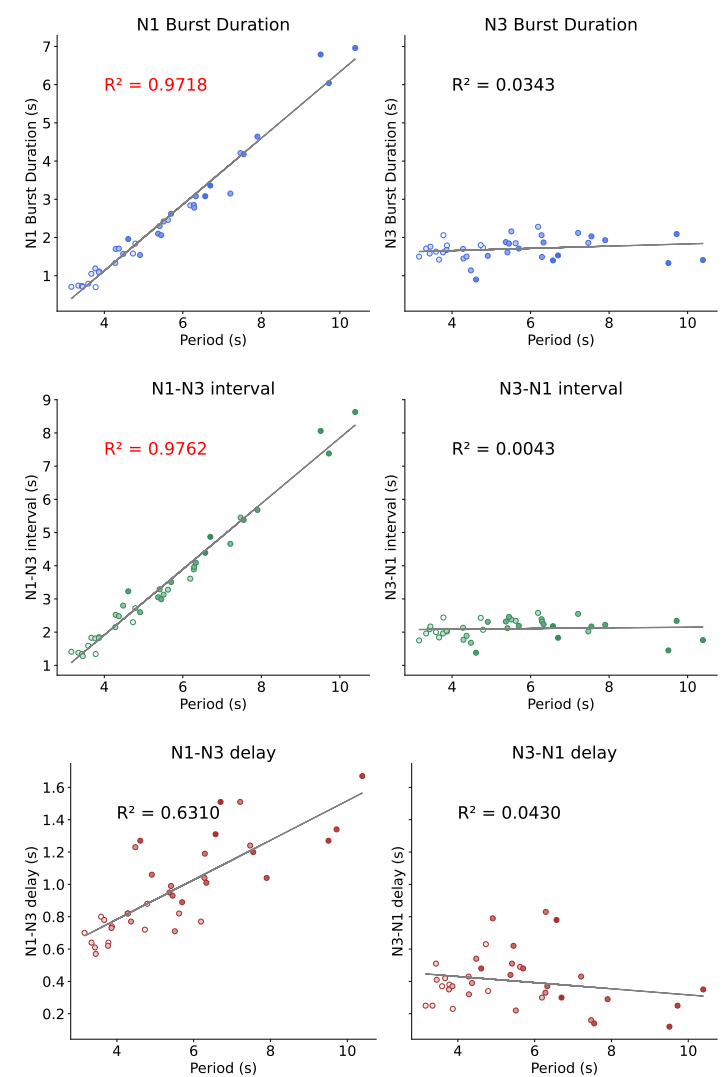 N1 Burst Duration
N3 Burst Duration
R² = 0.9718
R² = 0.0343
N1 Burst Duration (s)
7
6
5
4
3
2
1
N3 Burst Duration (s)
4 6 8 10
4 6 8 10
Period (s)
Period (s)
N1-N3 interval
N3-N1 interval
R² = 0.9762
R² = 0.0043
N1-N3 interval (s)
9
8
7
6
5
4
3
2
1
N3-N1 interval (s)
4 6 8 10
4 6 8 10
Period (s)
Period (s)
N1-N3 delay
N3-N1 delay
R² = 0.6310
R² = 0.0430
N1-N3 delay (s)
1.6
1.4
1.2
1.0
0.8
0.6
0.4
0.2
N3-N1 delay (s)
4 6 8 10
4 6 8 10
Period (s)
Period (s)